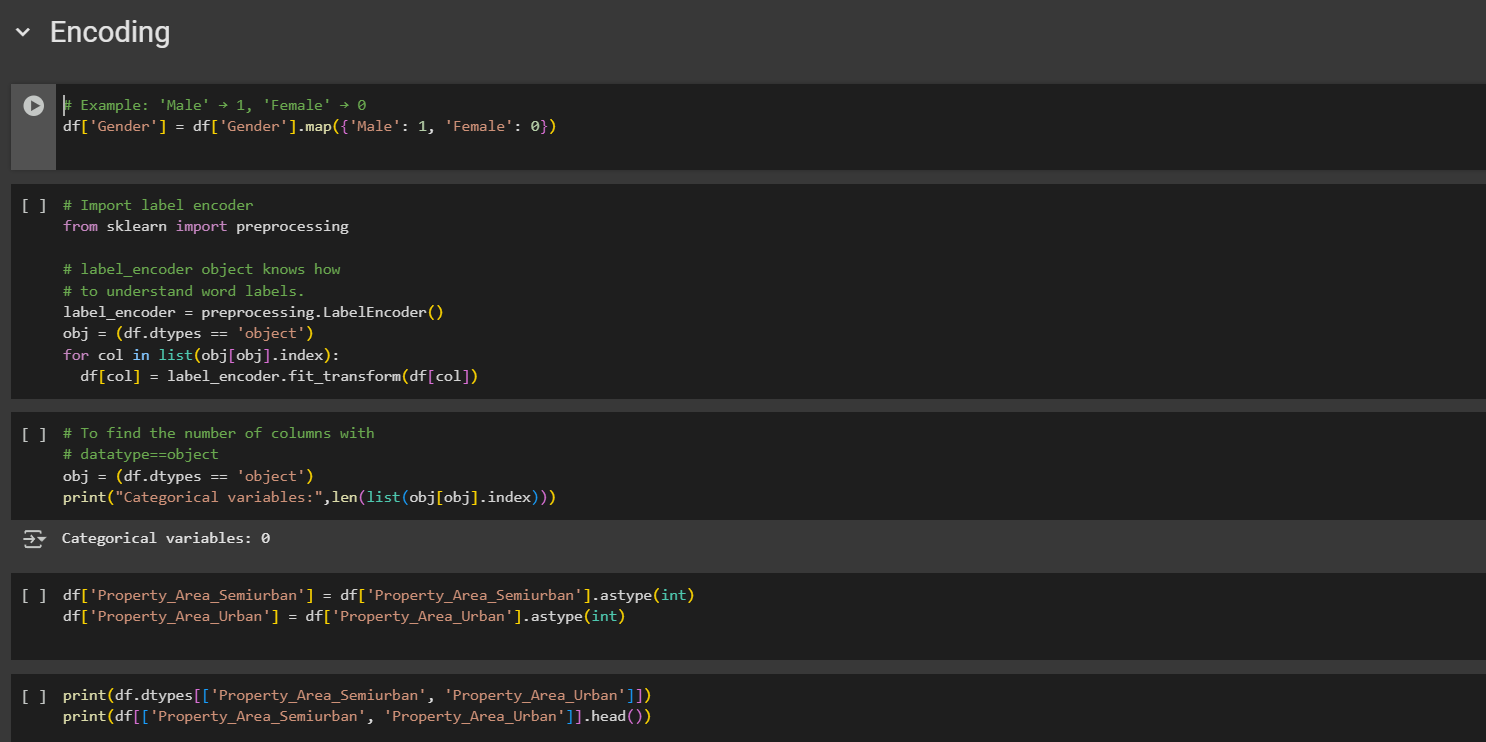 Encoding
# Example: 'Male' → 1, 'Female' → 0
df['Gender'] = df['Gender'].map({'Male': 1, 'Female': 0})
[ ] # Import label encoder
from sklearn import preprocessing
# label_encoder object knows how
# to understand word labels.
label_encoder = preprocessing.LabelEncoder()
obj = (df.dtypes == 'object')
for col in list(obj[obj].index):
  df[col] = label_encoder.fit_transform(df[col])
[ ] # To find the number of columns with
# datatype==object
obj = (df.dtypes == 'object')
print("Categorical variables:",len(list(obj[obj].index)))
Categorical variables: 0
[ ] df['Property_Area_Semiurban'] = df['Property_Area_Semiurban'].astype(int)
df['Property_Area_Urban'] = df['Property_Area_Urban'].astype(int)
[ ] print(df.dtypes[['Property_Area_Semiurban', 'Property_Area_Urban']])
print(df[['Property_Area_Semiurban', 'Property_Area_Urban']].head())